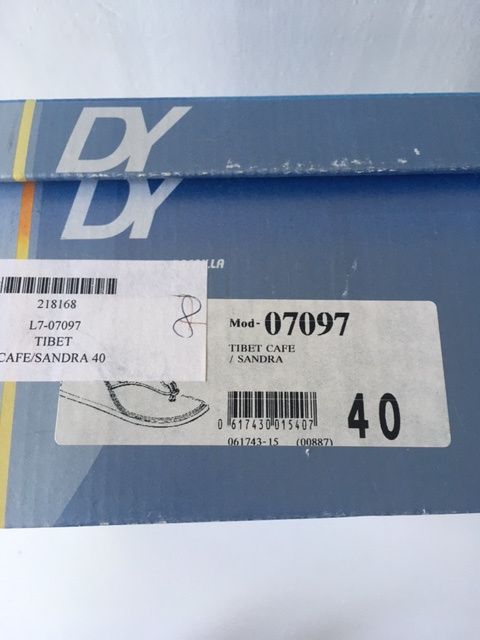 DY
DY
218168
L7-07097
TIBET
CAFE/SANDRA 40
8
Mod- 07097
TIBET CAFE
/ SANDRA
0 617430 015407
40
061743-15 (00887)